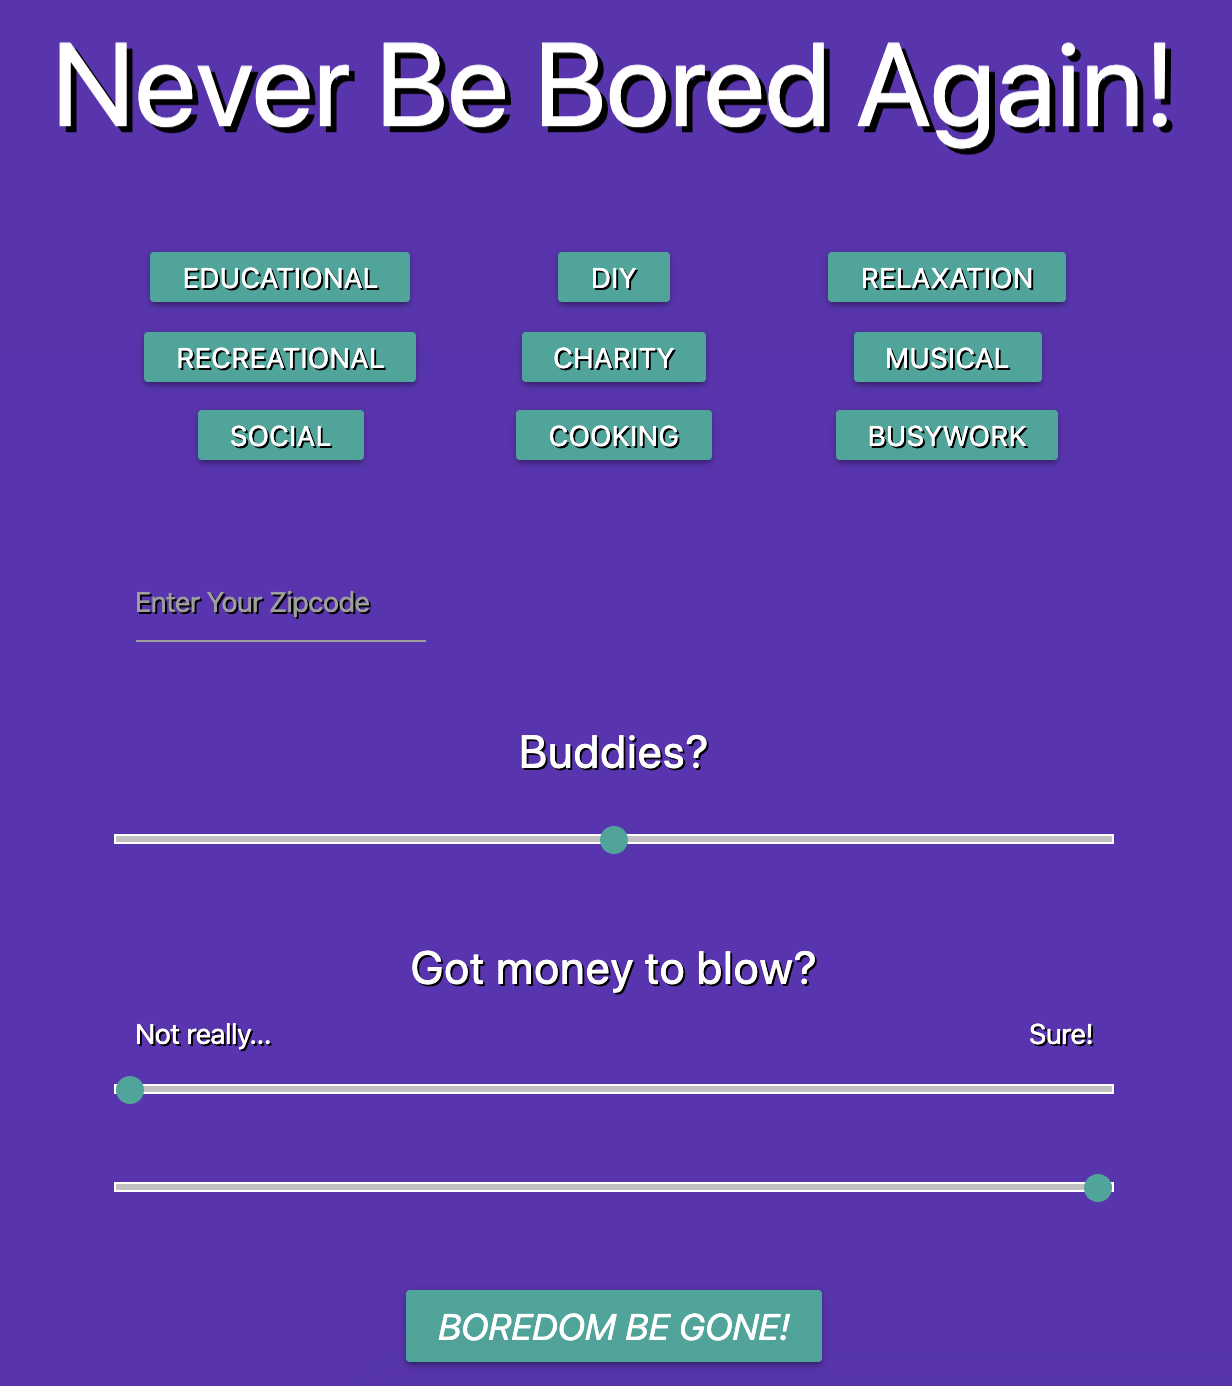 Never Be Bored Again!
EDUCATIONAL DIY RELAXATION
RECREATIONAL CHARITY MUSICAL
SOCIAL COOKING BUSYWORK
Enter Your Zipcode
Buddies?
Got money to blow?
Not really... Sure!
BOREDOM BE GONE!